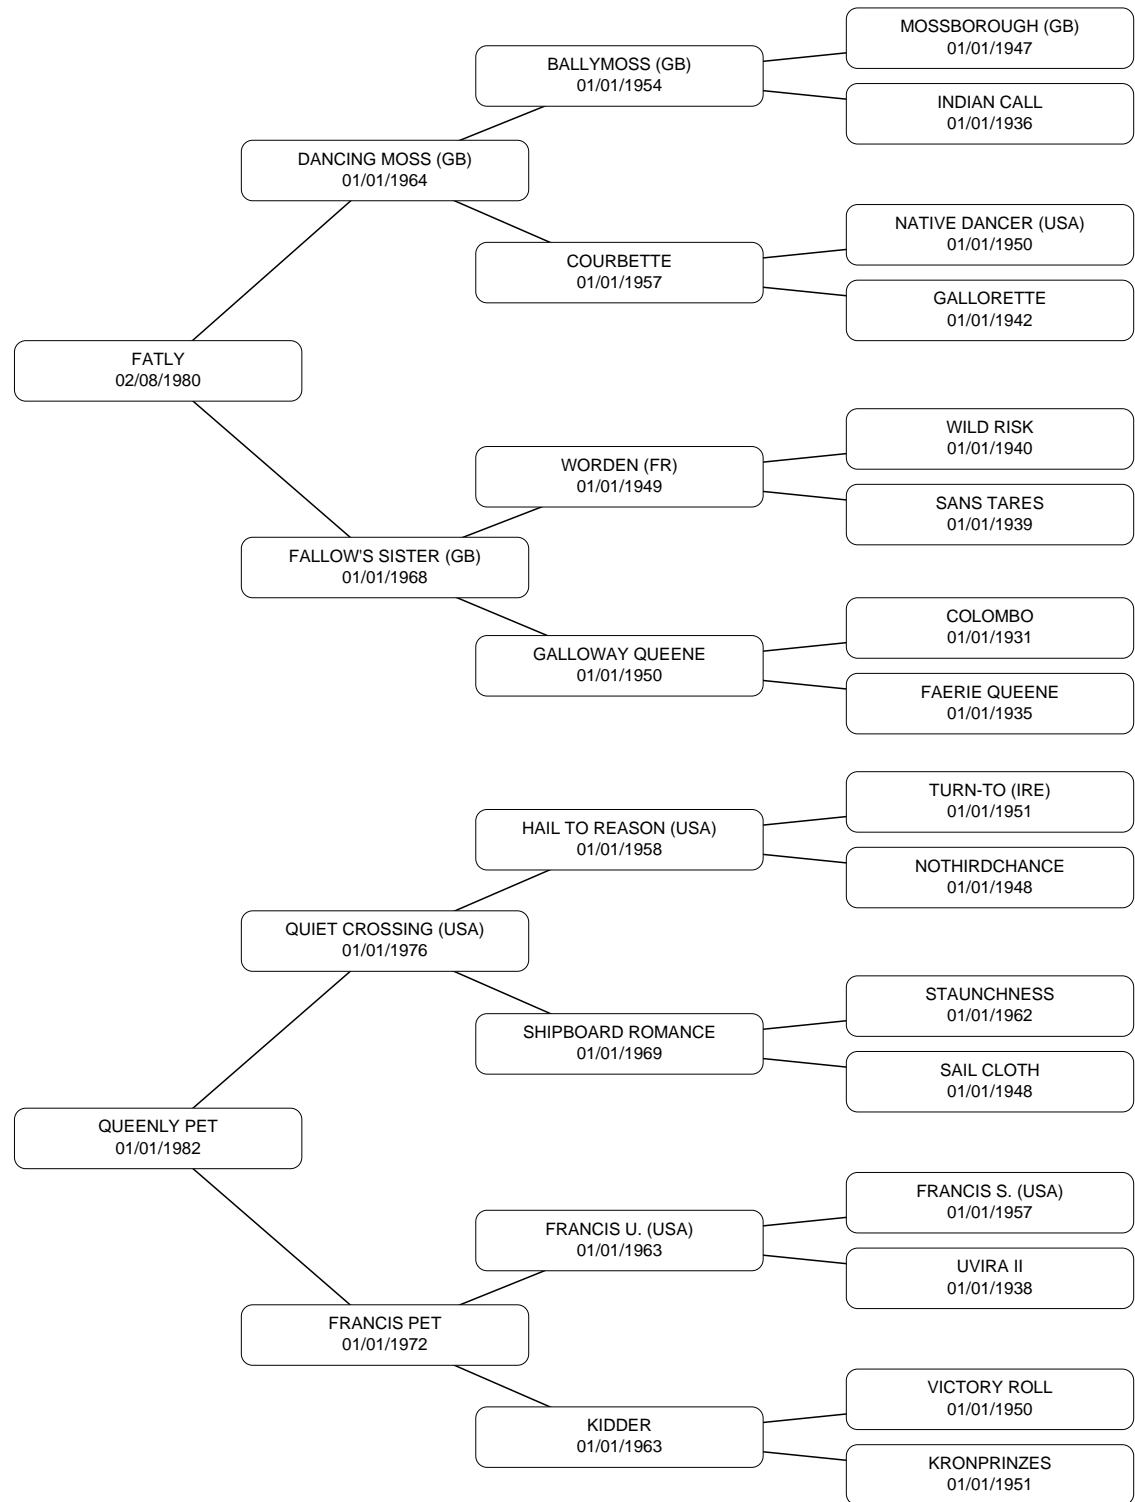 MOSSBOROUGH (GB)
01/01/1947
BALLYMOSS (GB)
01/01/1954
INDIAN CALL
01/01/1936
DANCING MOSS (GB)
01/01/1964
NATIVE DANCER (USA)
01/01/1950
COURBETTE
01/01/1957
GALLORETTE
01/01/1942
FATLY
02/08/1980
WILD RISK
01/01/1940
WORDEN (FR)
01/01/1949
SANS TARES
01/01/1939
FALLOW'S SISTER (GB)
01/01/1968
COLOMBO
01/01/1931
GALLOWAY QUEENE
01/01/1950
FAERIE QUEENE
01/01/1935
TURN-TO (IRE)
01/01/1951
HAIL TO REASON (USA)
01/01/1958
NOTHIRDCHANCE
01/01/1948
QUIET CROSSING (USA)
01/01/1976
STAUNCHNESS
01/01/1962
SHIPBOARD ROMANCE
01/01/1969
SAIL CLOTH
01/01/1948
QUEENLY PET
01/01/1982
FRANCIS S. (USA)
01/01/1957
FRANCIS U. (USA)
01/01/1963
UVIRA II
01/01/1938
FRANCIS PET
01/01/1972
VICTORY ROLL
01/01/1950
KIDDER
01/01/1963
KRONPRINZES
01/01/1951